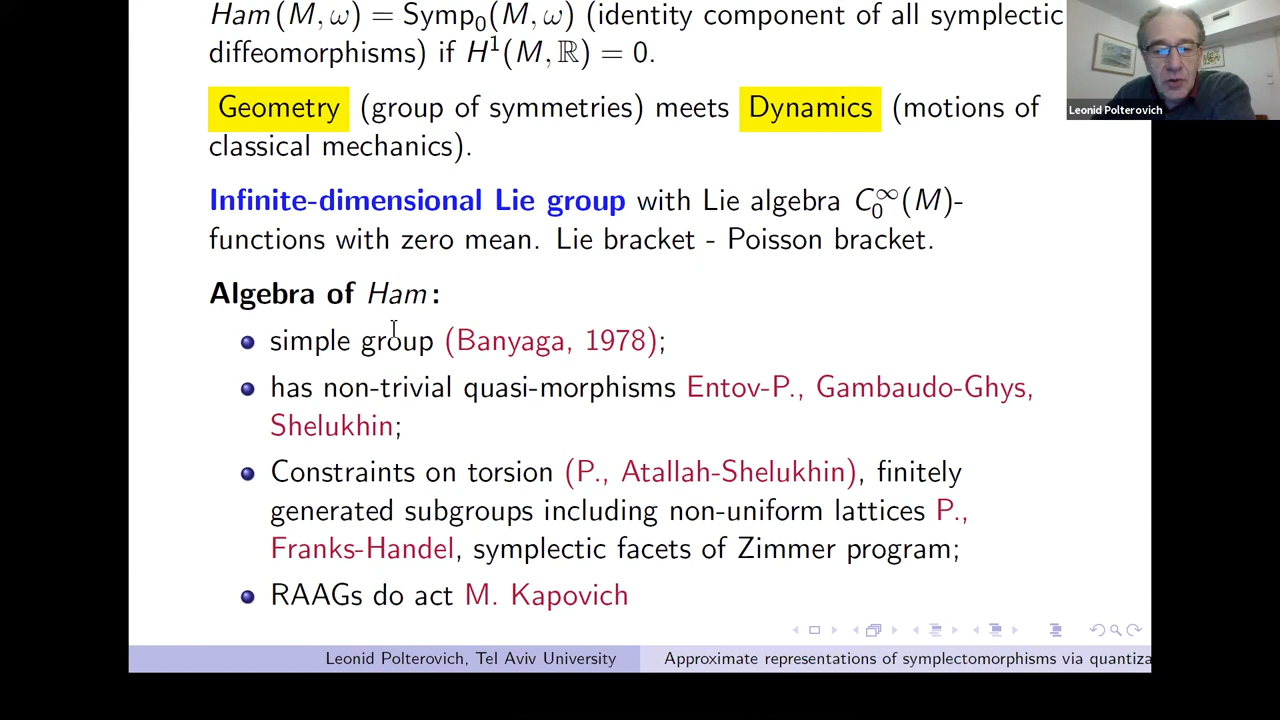 Ham(M, ω) = Symp₀(M, ω) (identity component of all symplectic
diffeomorphisms) if H¹(M, ℝ) = 0.
Geometry (group of symmetries) meets Dynamics (motions of
classical mechanics).
Infinite-dimensional Lie group with Lie algebra C₀^∞(M)-
functions with zero mean. Lie bracket - Poisson bracket.
Algebra of Ham:
simple group (Banyaga, 1978);
has non-trivial quasi-morphisms Entov-P., Gambaudo-Ghys,
Shelukhin;
Constraints on torsion (P., Atallah-Shelukhin), finitely
generated subgroups including non-uniform lattices P.,
Franks-Handel, symplectic facets of Zimmer program;
RAAGs do act M. Kapovich
Leonid Polterovich, Tel Aviv University
Approximate representations of symplectomorphisms via quantiza
Leonid Polterovich